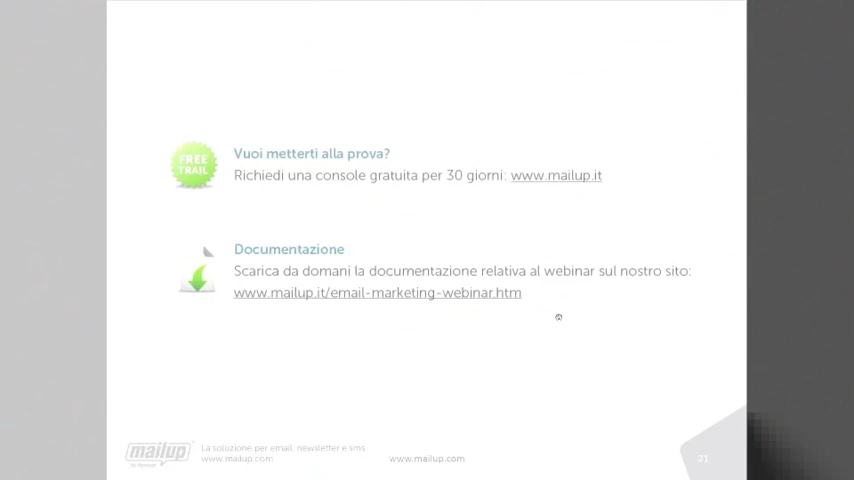 FREE
TRAIL
Vuoi metterti alla prova?
Richiedi una console gratuita per 30 giorni: www.mailup.it
Documentazione
Scarica da domani la documentazione relativa al webinar sul nostro sito:
www.mailup.it/email-marketing-webinar.htm
mailup
La soluzione per email, newsletter e sms
www.mailup.com
www.mailup.com
21